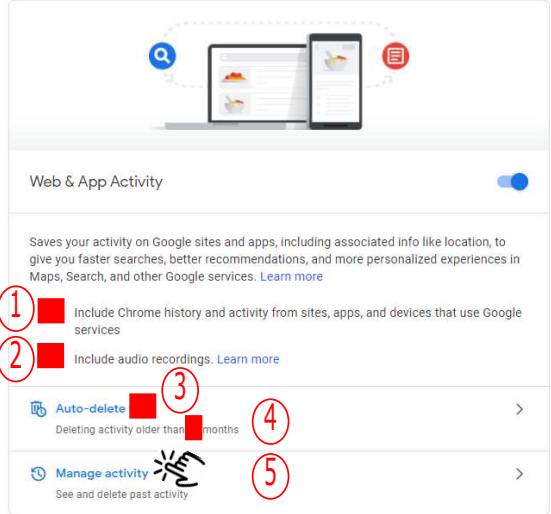 Web & App Activity
Saves your activity on Google sites and apps, including associated info like location, to
give you faster searches, better recommendations, and more personalized experiences in
Maps, Search, and other Google services. Learn more
1
Include Chrome history and activity from sites, apps, and devices that use Google
services
2
Include audio recordings. Learn more
3
Auto-delete
Deleting activity older than months
4
Manage activity
5
See and delete past activity